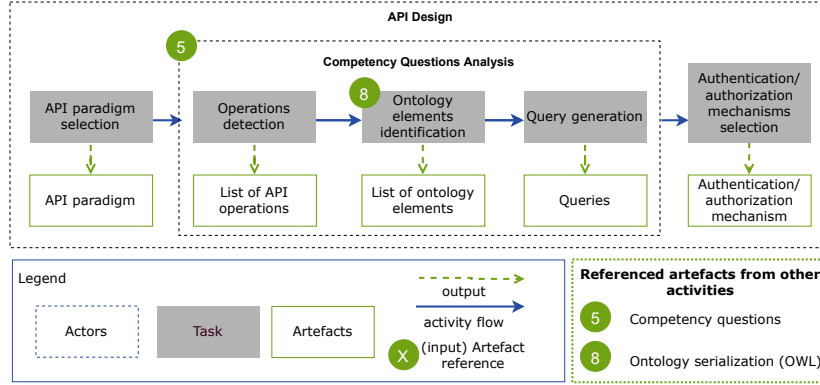 API Design
5
Competency Questions Analysis
8
API paradigm
selection
Operations
detection
Ontology
elements
identification
Query generation
Authentication/
authorization
mechanisms
selection
API paradigm
List of API
operations
List of ontology
elements
Queries
Authentication/
authorization
mechanism
Legend
Actors
Task
Artefacts
output
activity flow
X
(input) Artefact
reference
Referenced artefacts from other
activities
5 Competency questions
8 Ontology serialization (OWL)